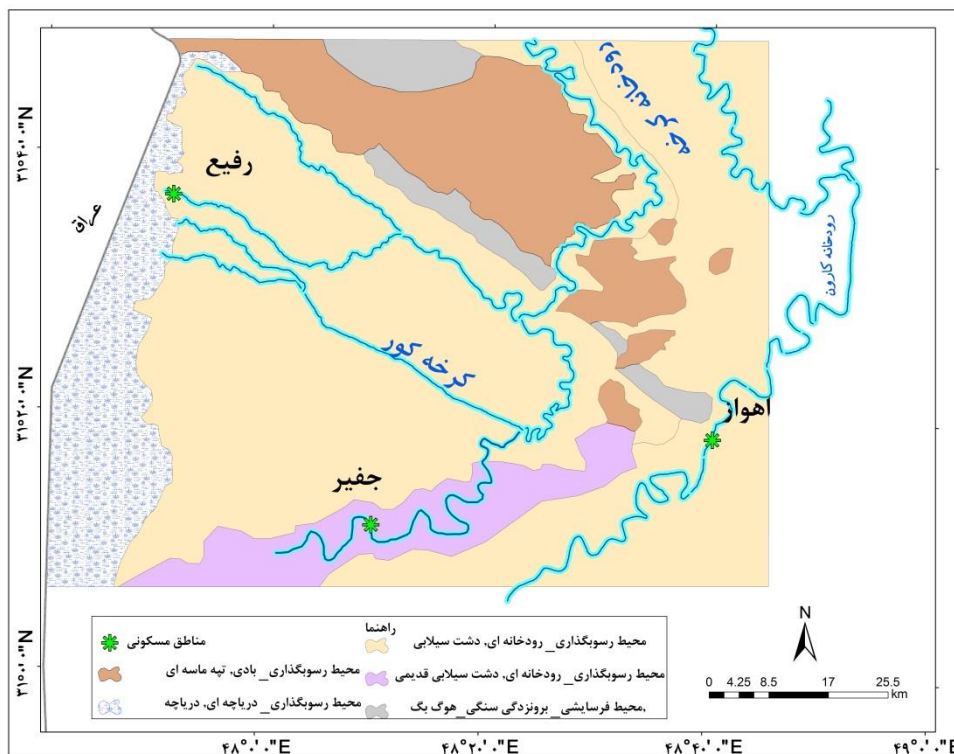 رودخانه کرخه
رفیع
عراق
رودخانه کارون
کرخه کور
اهواز
جفیر
۳۱°۴۰'۰"N
۳۱°۲۰'۰"N
۳۱°۰'۰"N
راهنما
محیط رسوبگذاری_ رودخانه ای، دشت سیلابی
مناطق مسکونی
محیط رسوبگذاری_ رودخانه ای، دشت سیلابی قدیمی
محیط رسوبگذاری_ بادی، تپه ماسه ای
محیط فرسایشی_ برونزدگی سنگی_ هوگ بگ.
محیط رسوبگذاری_ دریاچه ای، دریاچه
N
0 4.25 8.5 17 25.5
km
۴۸°۰'۰"E ۴۸°۲۰'۰"E ۴۸°۴۰'۰"E ۴۹°۰'۰"E